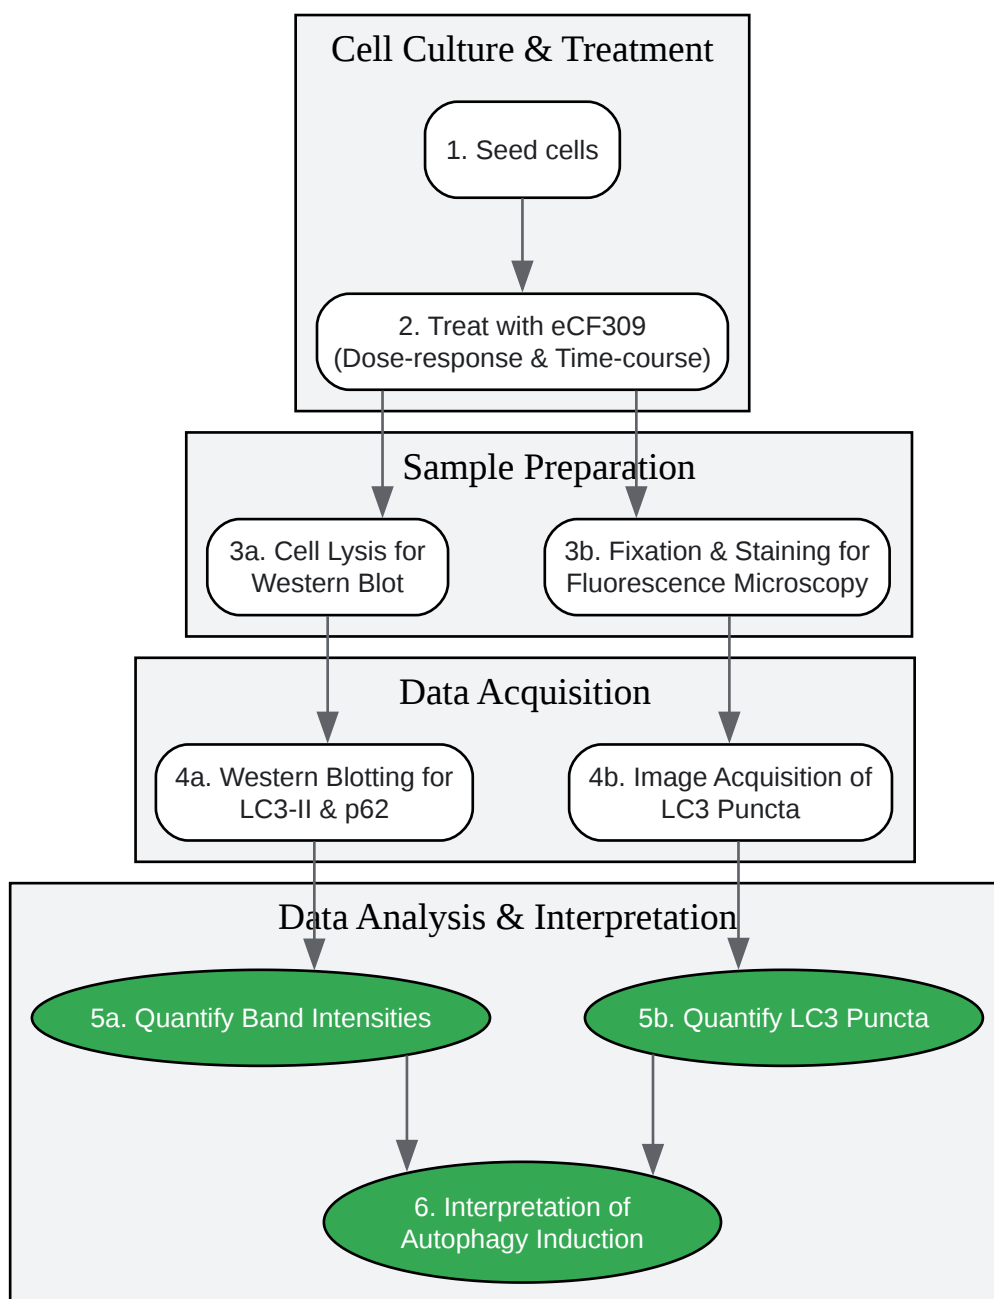 Cell Culture & Treatment
1. Seed cells
2. Treat with eCF309
(Dose-response & Time-course)
Sample Preparation
3a. Cell Lysis for
Western Blot
3b. Fixation & Staining for
Fluorescence Microscopy
Data Acquisition
4a. Western Blotting for
LC3-II & p62
4b. Image Acquisition of
LC3 Puncta
Data Analysis & Interpretation
5a. Quantify Band Intensities
5b. Quantify LC3 Puncta
6. Interpretation of
Autophagy Induction